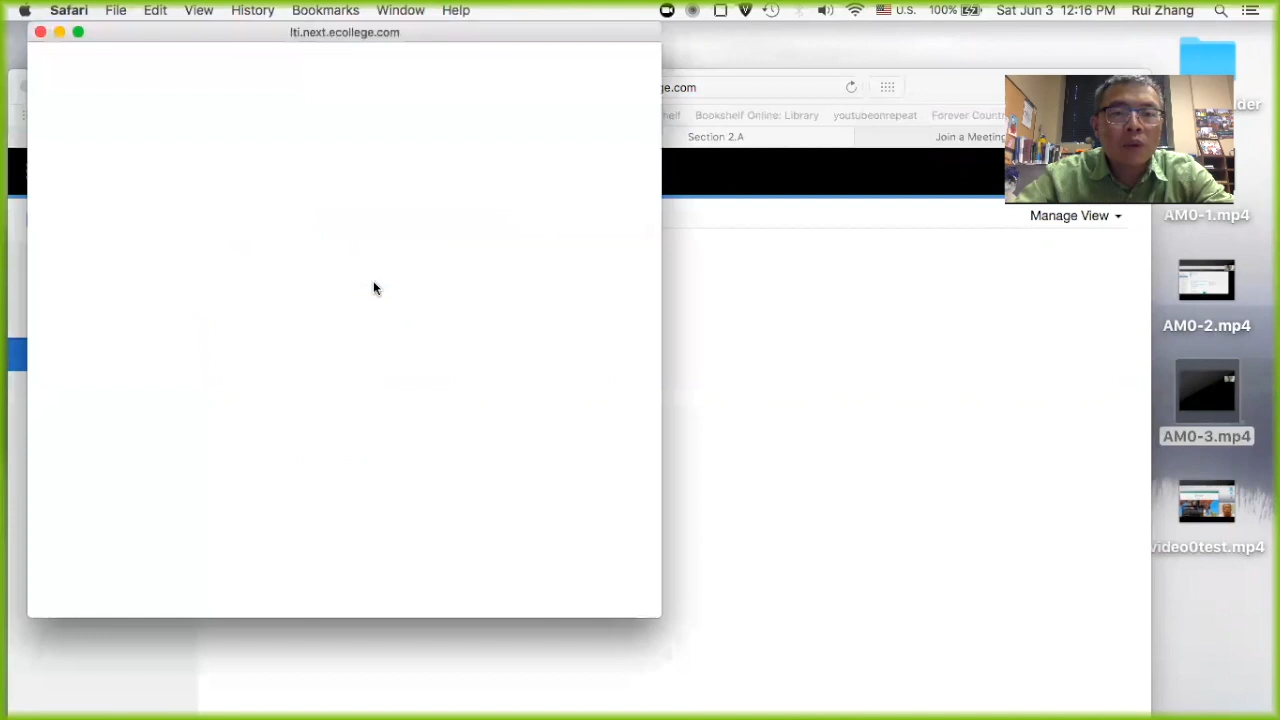 Safari File Edit View History Bookmarks Window Help U.S. 100% Sat Jun 3 12:16 PM Rui Zhang
lti.next.ecollege.com
ge.com
Bookshelf Online: Library youtubeonrepeat Forever Countr
Section 2.A Join a Meeting
Manage View
AM0-1.mp4
AM0-2.mp4
AM0-3.mp4
video0test.mp4